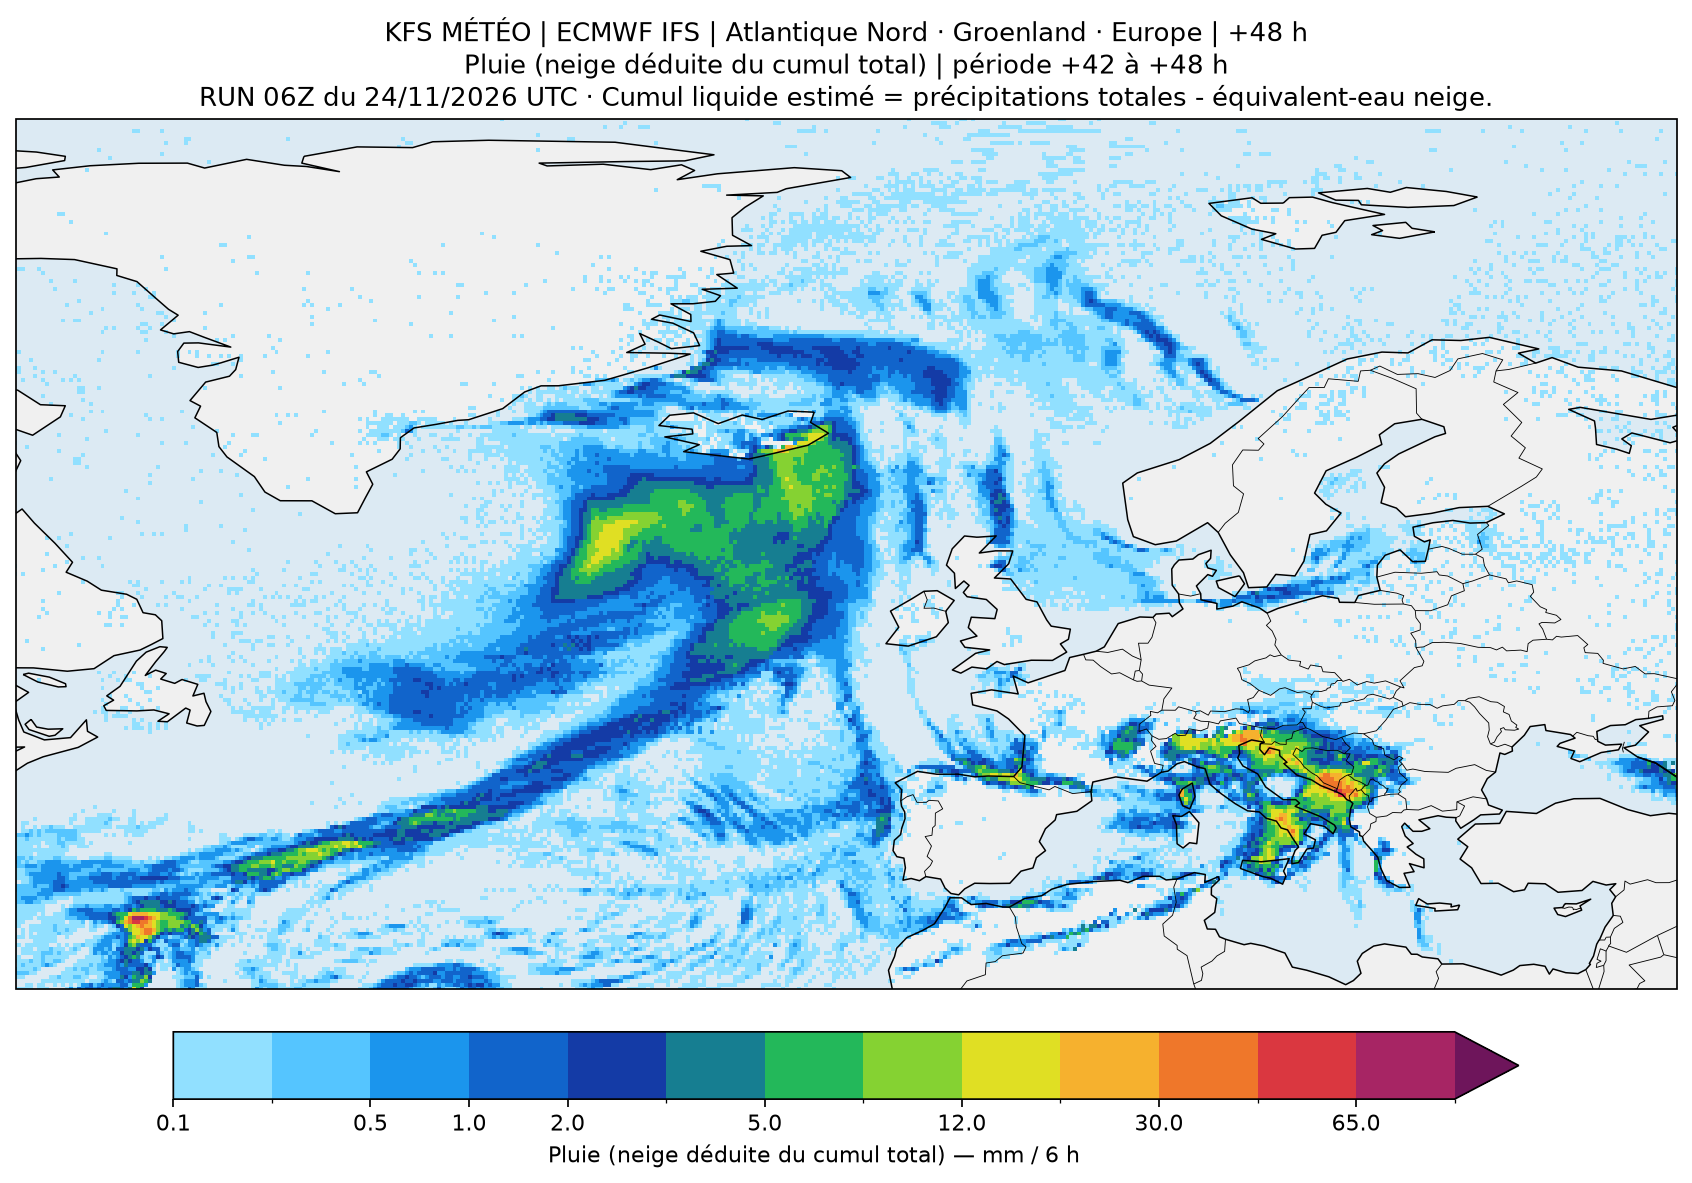 KFS MÉTÉO | ECMWF IFS | Atlantique Nord · Groenland · Europe | +48 h
Pluie (neige déduite du cumul total) | période +42 à +48 h
RUN 06Z du 24/11/2026 UTC · Cumul liquide estimé = précipitations totales - équivalent-eau neige.
0.1 0.5 1.0 2.0 5.0 12.0 30.0 65.0
Pluie (neige déduite du cumul total) — mm / 6 h